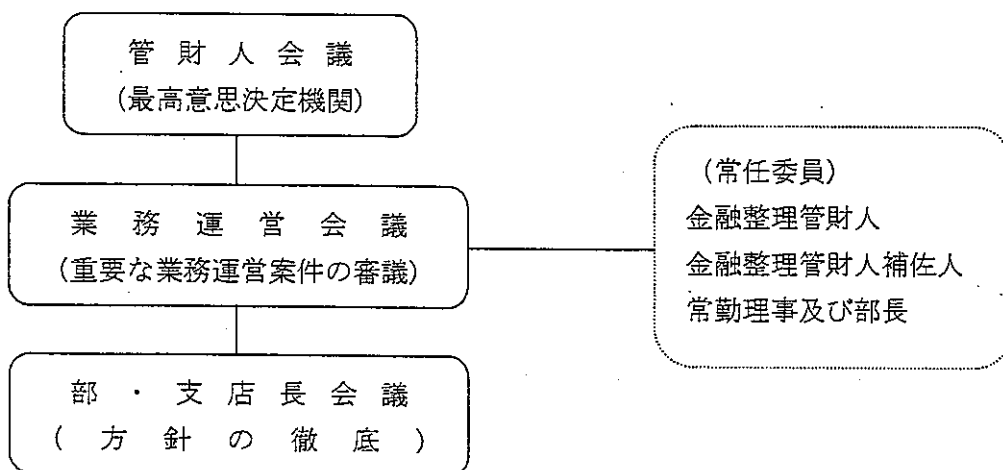 管財人会議
(最高意思決定機関)
業務運営会議
(重要な業務運営案件の審議)
(常任委員)
金融整理管財人
金融整理管財人補佐人
常勤理事及び部長
部・支店長会議
(方針の徹底)